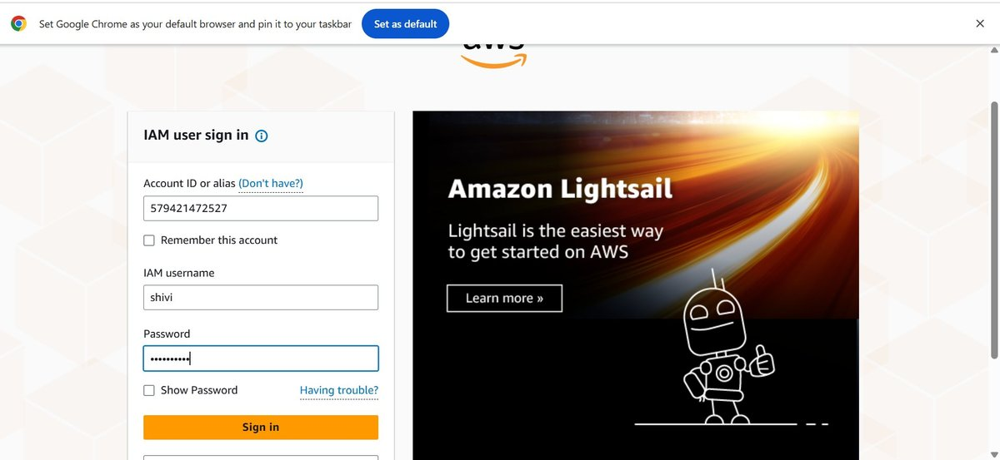 Set Google Chrome as your default browser and pin it to your taskbar
Set as default
aws
IAM user sign in
Account ID or alias (Don't have?)
579421472527
Remember this account
IAM username
shivi
Password
••••••••••
Show Password
Having trouble?
Sign in
Amazon Lightsail
Lightsail is the easiest way
to get started on AWS
Learn more »